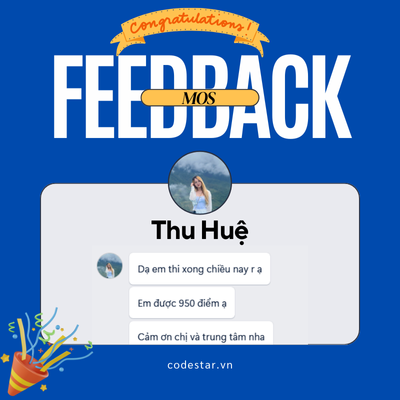 Congratulations!
FEEDBACK
MOS
Thu Huệ
Dạ em thi xong chiều nay r ạ
Em được 950 điểm ạ
Cảm ơn chị và trung tâm nha
codestar.vn